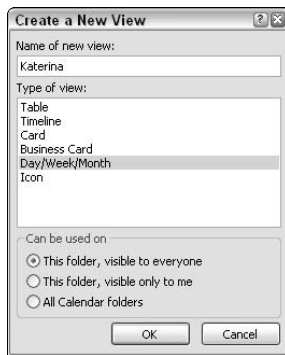 Create a New View
Name of new view:
Katerina
Type of view:
Table
Timeline
Card
Business Card
Day/Week/Month
Icon
Can be used on
This folder, visible to everyone
This folder, visible only to me
All Calendar folders
OK Cancel